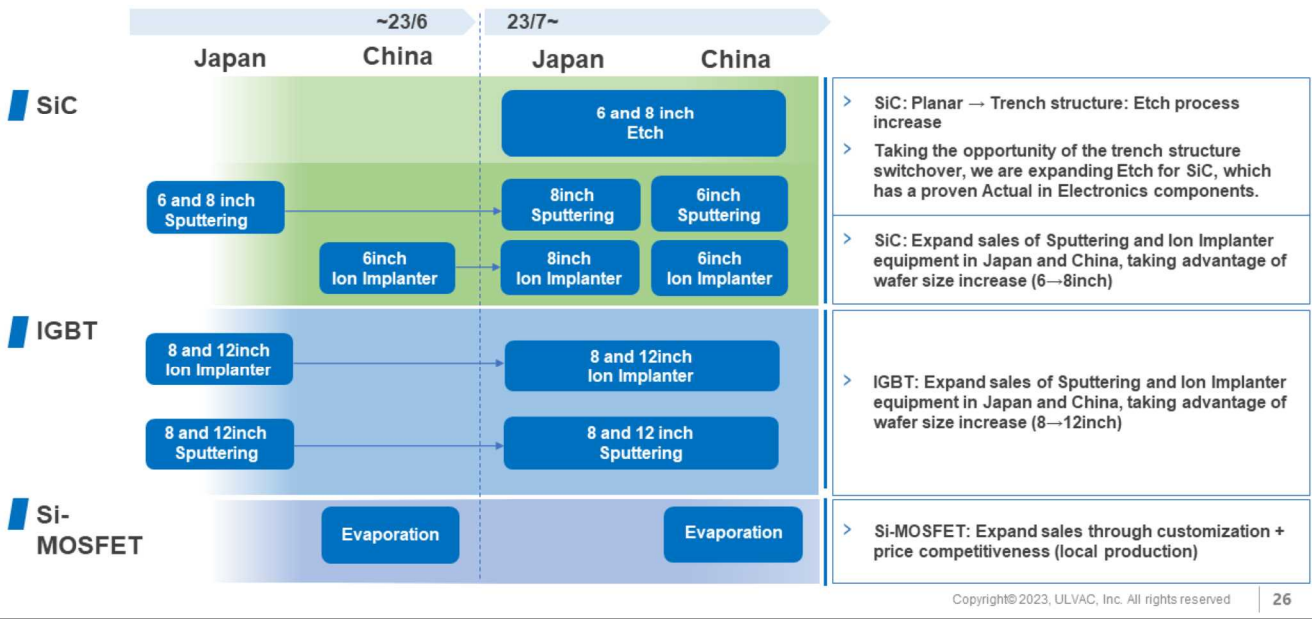 ~23/6
23/7~
Japan
China
Japan
China
SiC
6 and 8 inch
Etch
6 and 8 inch
Sputtering
8inch
Sputtering
6inch
Sputtering
6inch
Ion Implanter
8inch
Ion Implanter
6inch
Ion Implanter
> SiC: Planar → Trench structure: Etch process
increase
> Taking the opportunity of the trench structure
switchover, we are expanding Etch for SiC, which
has a proven Actual in Electronics components.
> SiC: Expand sales of Sputtering and Ion Implanter
equipment in Japan and China, taking advantage of
wafer size increase (6→8inch)
IGBT
8 and 12inch
Ion Implanter
8 and 12inch
Ion Implanter
8 and 12inch
Sputtering
8 and 12 inch
Sputtering
> IGBT: Expand sales of Sputtering and Ion Implanter
equipment in Japan and China, taking advantage of
wafer size increase (8→12inch)
Si-
MOSFET
Evaporation
Evaporation
> Si-MOSFET: Expand sales through customization +
price competitiveness (local production)
Copyright© 2023, ULVAC, Inc. All rights reserved
26